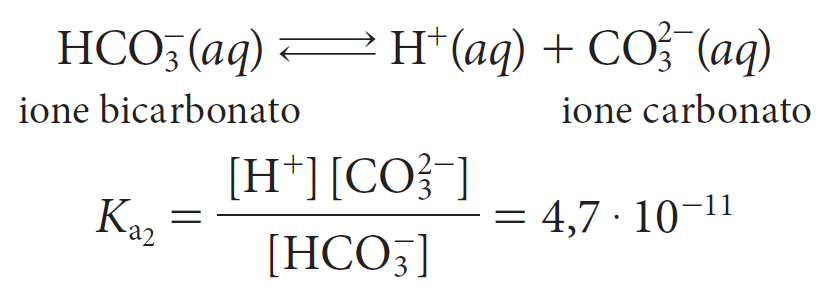 HCO₃⁻(aq) ⇌ H⁺(aq) + CO₃²⁻(aq)
ione bicarbonato ione carbonato
Kₐ₂ = [H⁺] [CO₃²⁻] / [HCO₃⁻] = 4,7 · 10⁻¹¹